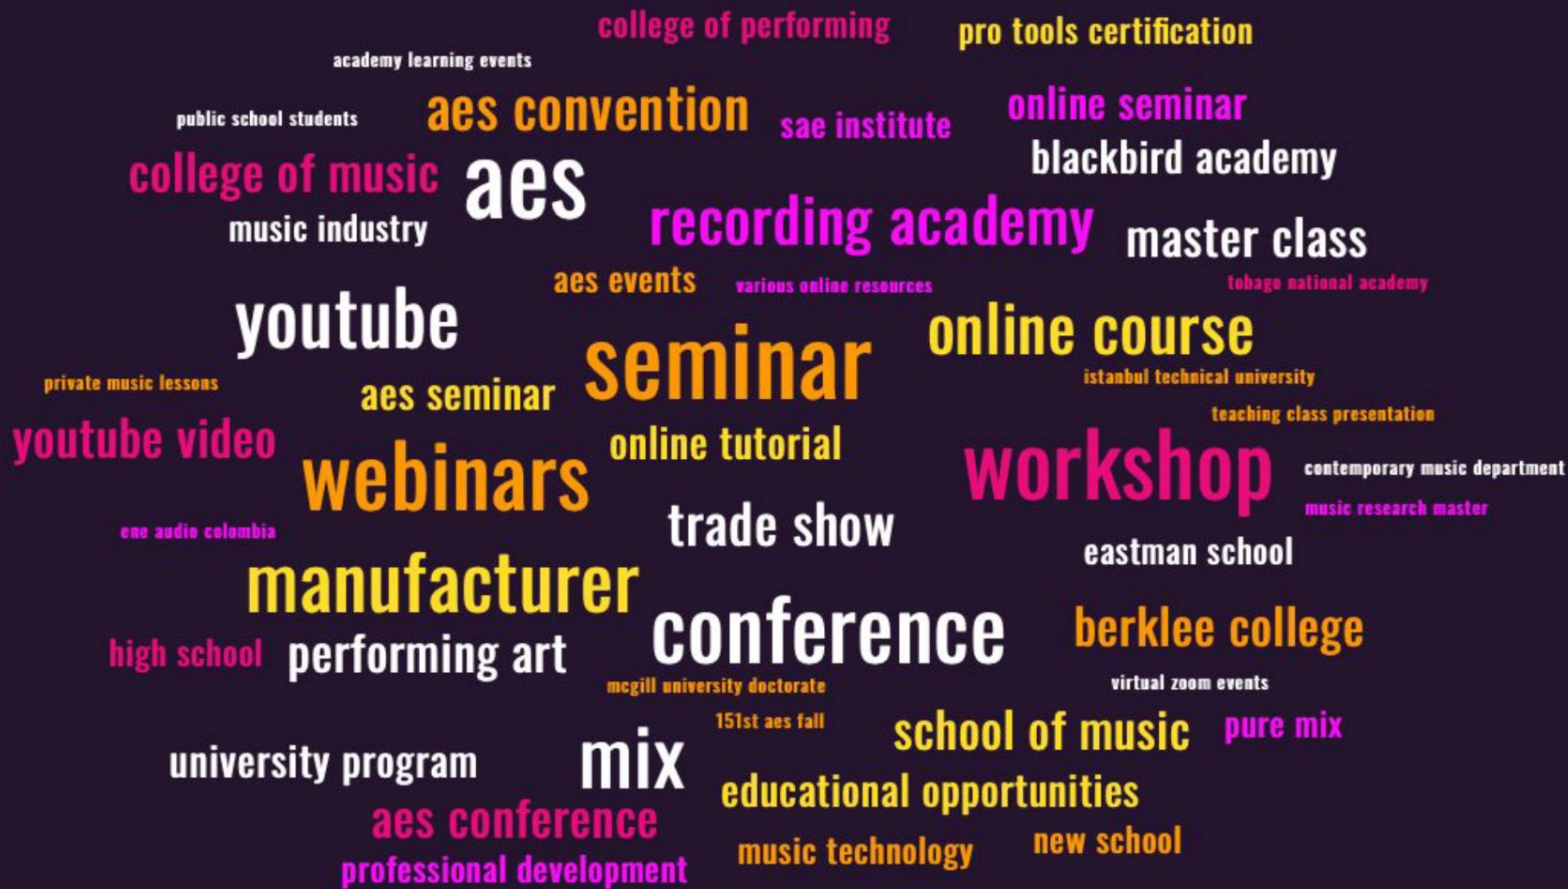 college of performing
pro tools certification
academy learning events
aes convention
online seminar
public school students
sae institute
blackbird academy
college of music
aes
music industry
recording academy
master class
aes events
various online resources
tobago national academy
youtube
online course
seminar
private music lessons
aes seminar
istanbul technical university
teaching class presentation
youtube video
online tutorial
workshop
contemporary music department
webinars
music research master
ene audio colombia
trade show
eastman school
manufacturer
conference
berklee college
high school
performing art
mcgill university doctorate
virtual zoom events
151st aes fall
school of music
pure mix
university program
mix
educational opportunities
aes conference
music technology
new school
professional development